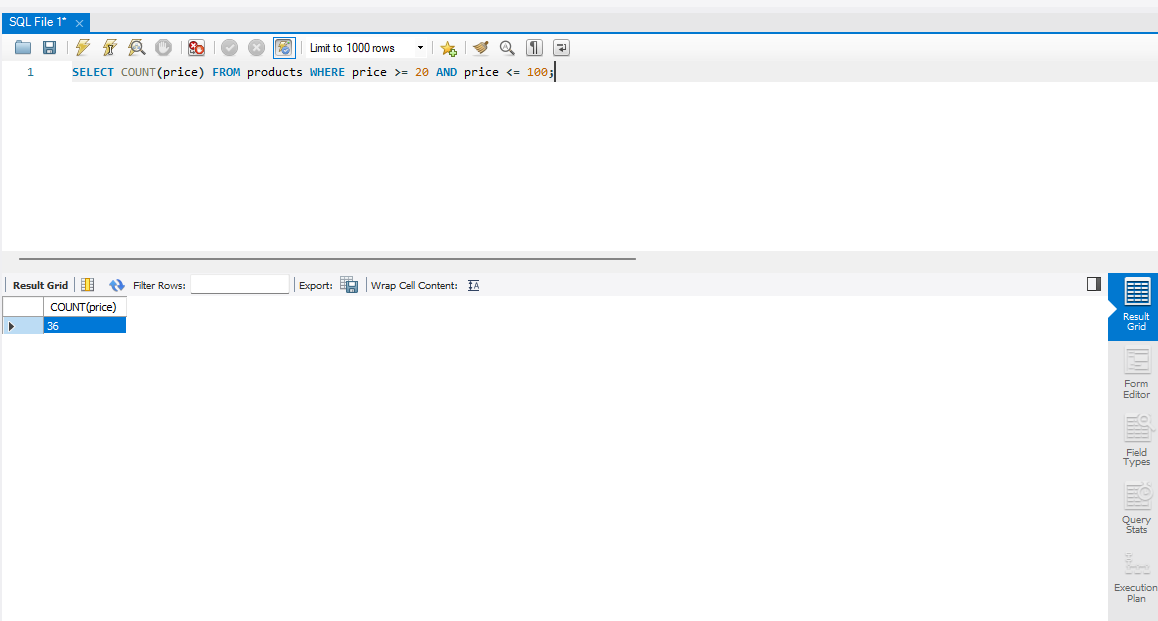 SQL File 1*
Limit to 1000 rows
1 SELECT COUNT(price) FROM products WHERE price >= 20 AND price <= 100;
Result Grid Filter Rows: Export: Wrap Cell Content:
COUNT(price)
36
Result
Grid
Form
Editor
Field
Types
Query
Stats
Execution
Plan